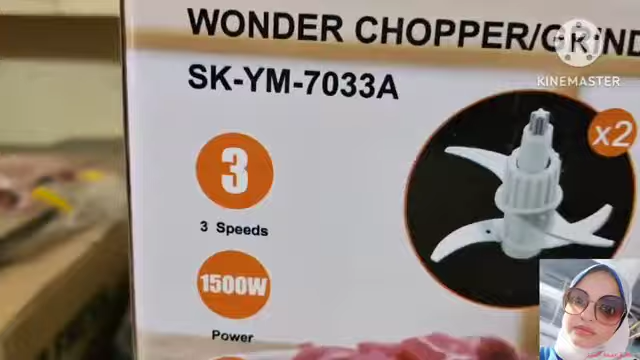 WONDER CHOPPER/GRIND
SK-YM-7033A
KINEMASTER
x2
3
3 Speeds
1500W
Power